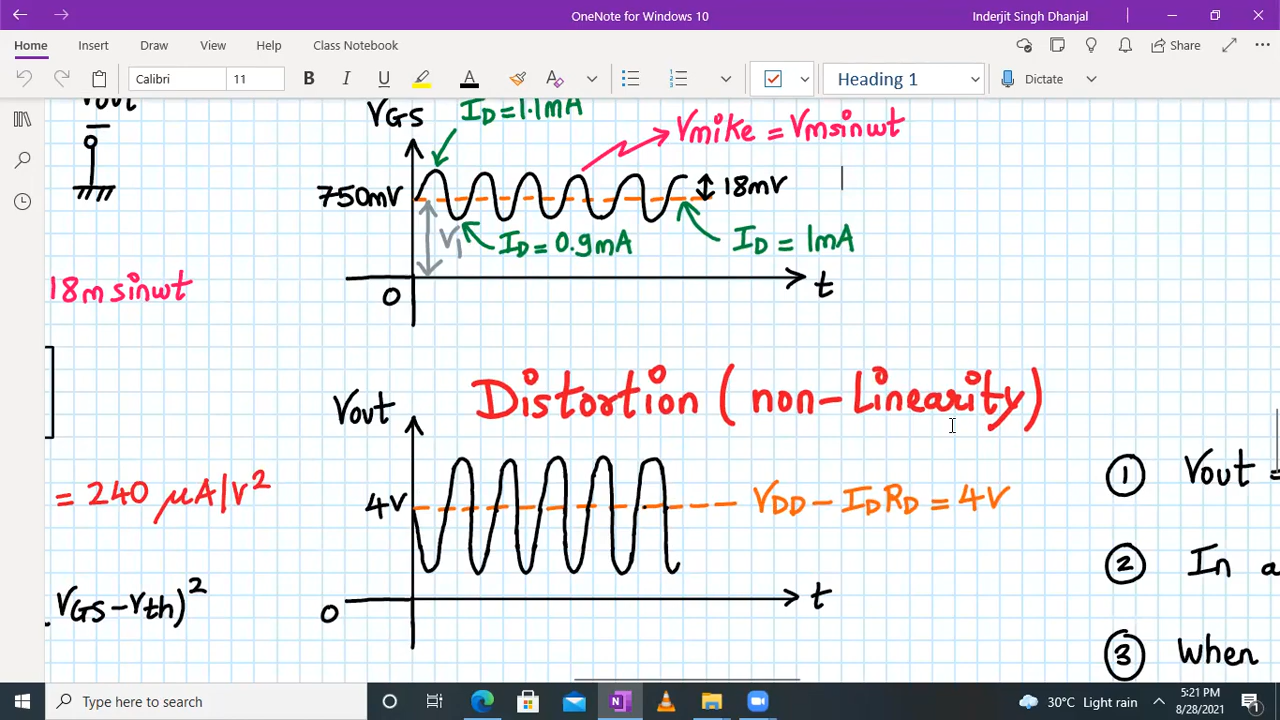 OneNote for Windows 10
Inderjit Singh Dhanjal
Home Insert Draw View Help Class Notebook
Share
Calibri 11 B I U A A Heading 1 Dictate
Vout
VGS
ID = 1.1mA
Vmike = Vmsinωt
750mV
18mV
V1
ID = 0.9mA
ID = 1mA
0
t
18m sinωt
Distortion (non-Linearity)
Vout
= 240 μA/V²
4V
VDD - IDRD = 4V
① Vout =
② In a
VGS-Vth)²
0
t
③ When
Type here to search
30°C Light rain
5:21 PM
8/28/2021
1